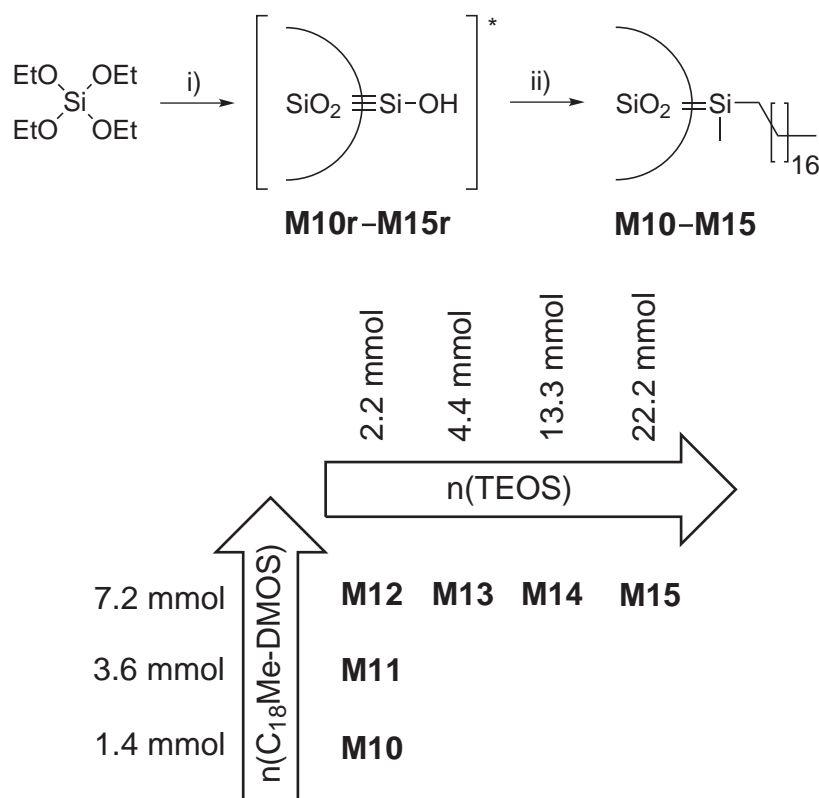 EtO OEt
Si
EtO OEt
i)
SiO₂ Si-OH
*
ii)
SiO₂ Si
16
M10r–M15r
M10–M15
2.2 mmol
4.4 mmol
13.3 mmol
22.2 mmol
n(TEOS)
n(C₁₈Me-DMOS)
7.2 mmol M12 M13 M14 M15
3.6 mmol M11
1.4 mmol M10